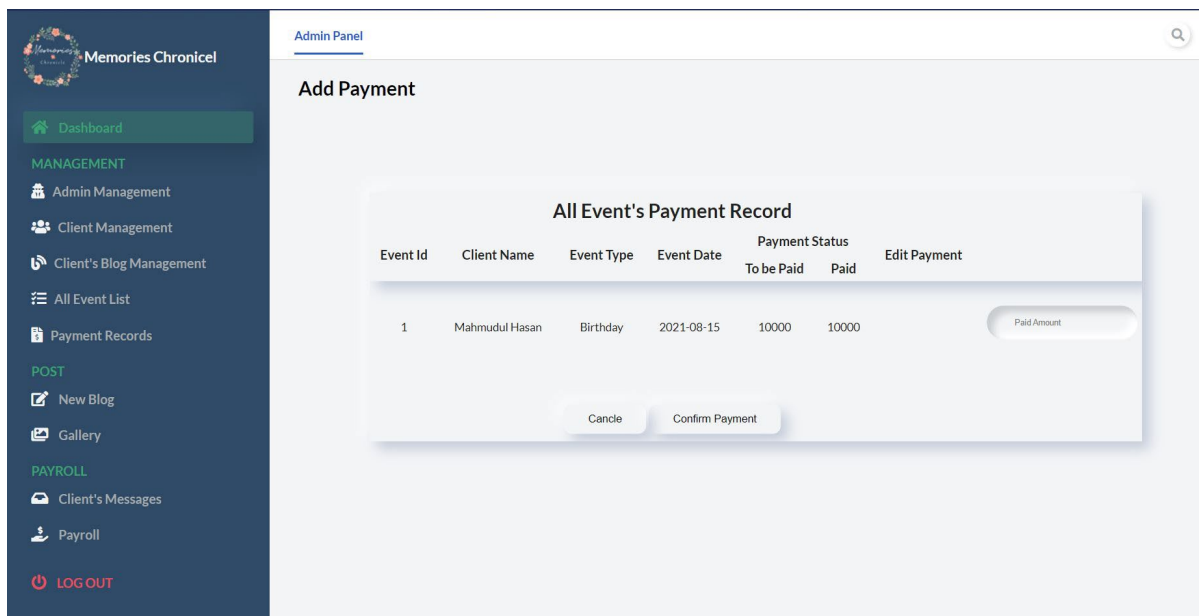 Memories
Chronicle
Memories Chronicel
Admin Panel
Add Payment
Dashboard
MANAGEMENT
Admin Management
Client Management
Client's Blog Management
All Event List
Payment Records
POST
New Blog
Gallery
PAYROLL
Client's Messages
Payroll
LOG OUT
All Event's Payment Record
Event Id Client Name Event Type Event Date Payment Status Edit Payment
To be Paid Paid
1 Mahmudul Hasan Birthday 2021-08-15 10000 10000 Paid Amount
Cancle Confirm Payment